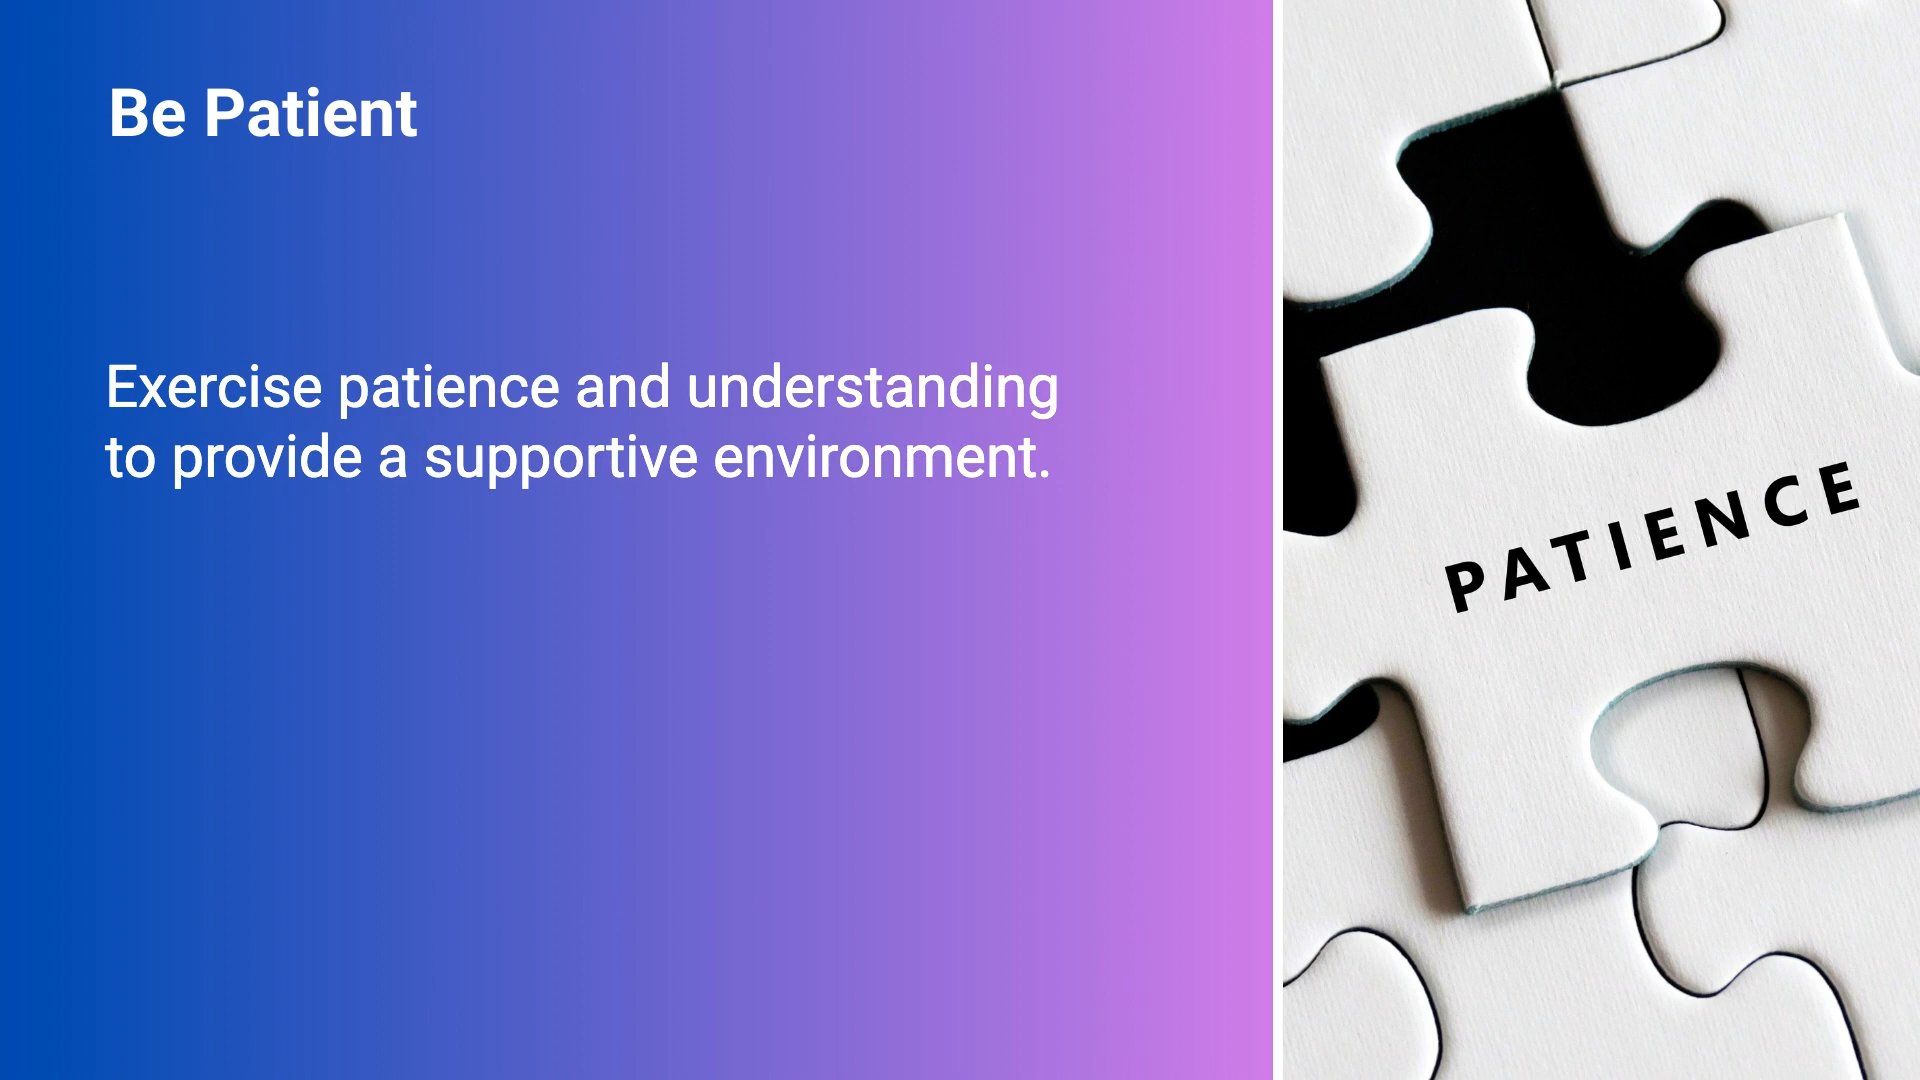 Be Patient
Exercise patience and understanding
to provide a supportive environment.
PATIENCE